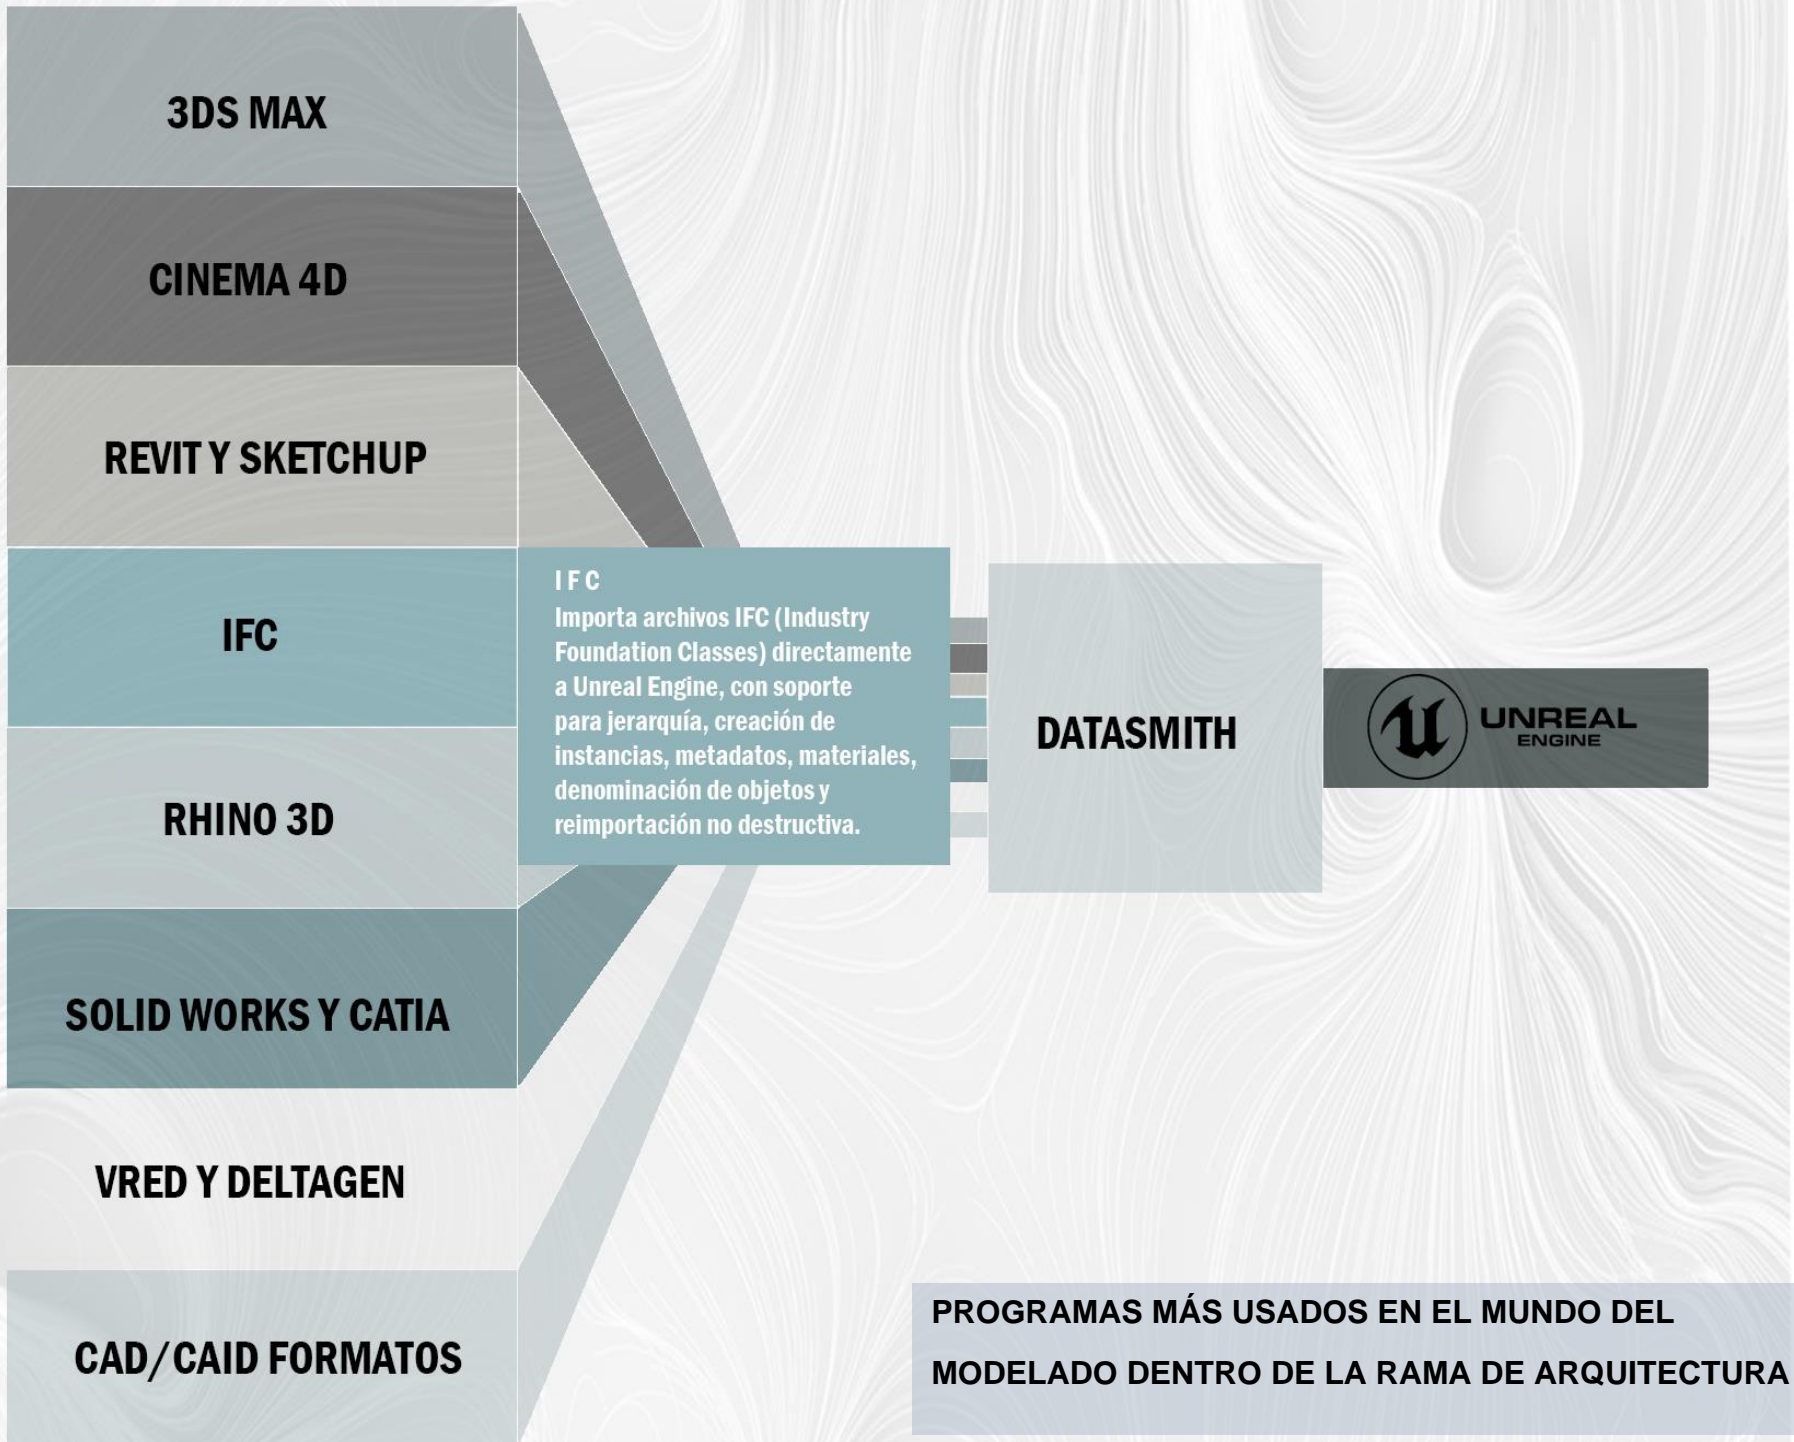 3DS MAX
CINEMA 4D
REVIT Y SKETCHUP
IFC
RHINO 3D
SOLID WORKS Y CATIA
VRED Y DELTAGEN
CAD/CAID FORMATOS
IFC
Importa archivos IFC (Industry
Foundation Classes) directamente
a Unreal Engine, con soporte
para jerarquía, creación de
instancias, metadatos, materiales,
denominación de objetos y
reimportación no destructiva.
DATASMITH
UNREAL
ENGINE
PROGRAMAS MÁS USADOS EN EL MUNDO DEL
MODELADO DENTRO DE LA RAMA DE ARQUITECTURA